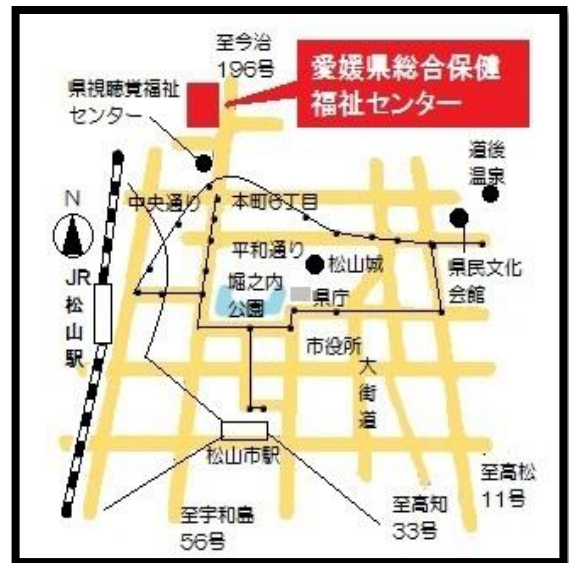 至今治
196号
愛媛県総合保健
福祉センター
県視聴覚福祉
センター
道後
温泉
N
中央通り
本町6丁目
平和通り
松山城
県民文化
会館
JR
松
山
駅
堀之内
公園
県庁
市役所
大
街
道
松山市駅
至高松
11号
至高知
33号
至宇和島
56号